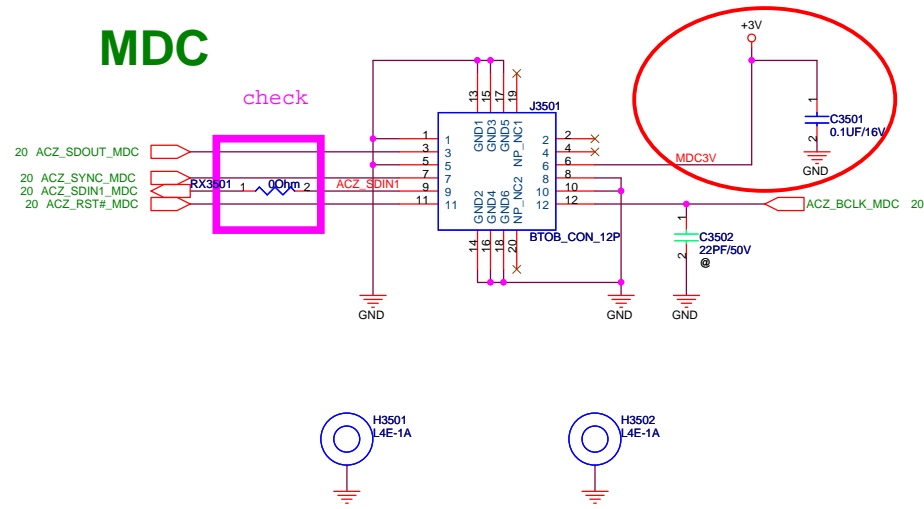 MDC
check
+3V
1
C3501
0.1UF/16V
2
GND
J3501
13
15
17
19
GND1
GND3
GND5
NP_NC1
1
3
5
7
9
11
1
3
5
7
9
11
2
4
6
8
10
12
2
4
6
8
10
12
GND2
GND4
GND6
NP_NC2
14
16
18
20
BTOB_CON_12P
20 ACZ_SDOUT_MDC
20 ACZ_SYNC_MDC
20 ACZ_SDIN1_MDC
20 ACZ_RST#_MDC
RX3501
1
0Ohm
2
ACZ_SDIN1
MDC3V
ACZ_BCLK_MDC 20
1
C3502
22PF/50V
2
@
GND
GND
GND
H3501
L4E-1A
H3502
L4E-1A